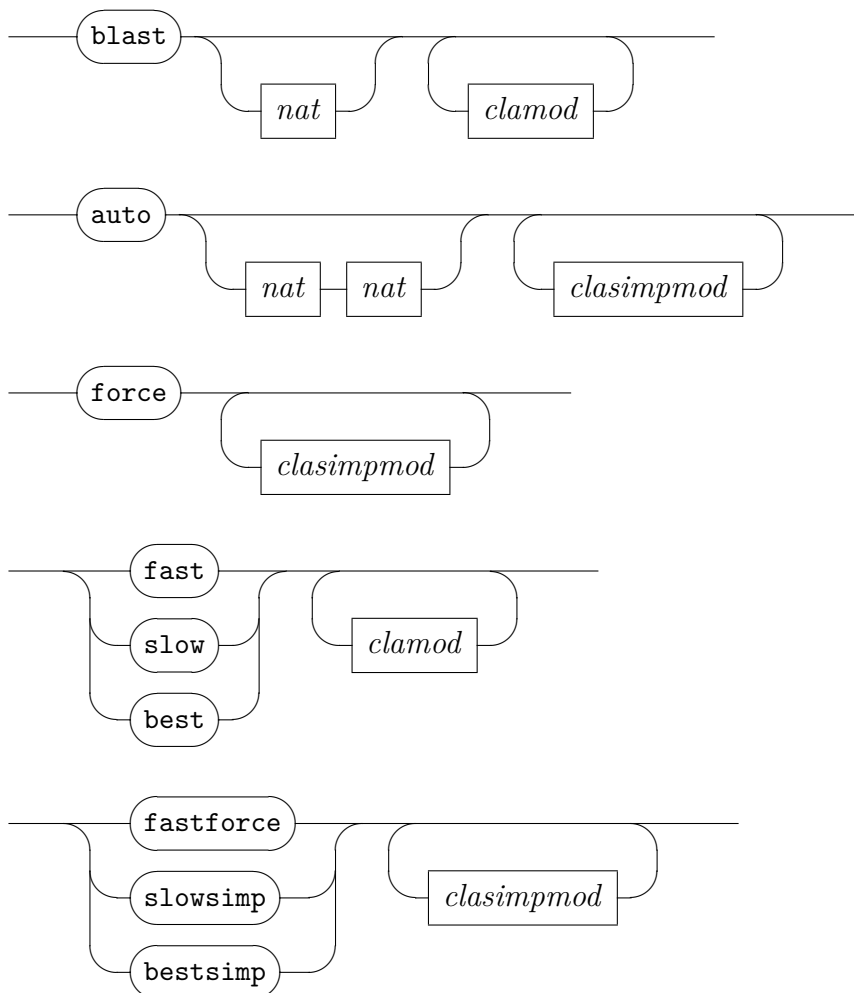 blast
nat clamod
auto
nat nat clasimpmod
force
clasimpmod
fast
slow clamod
best
fastforce
slowsimp clasimpmod
bestsimp